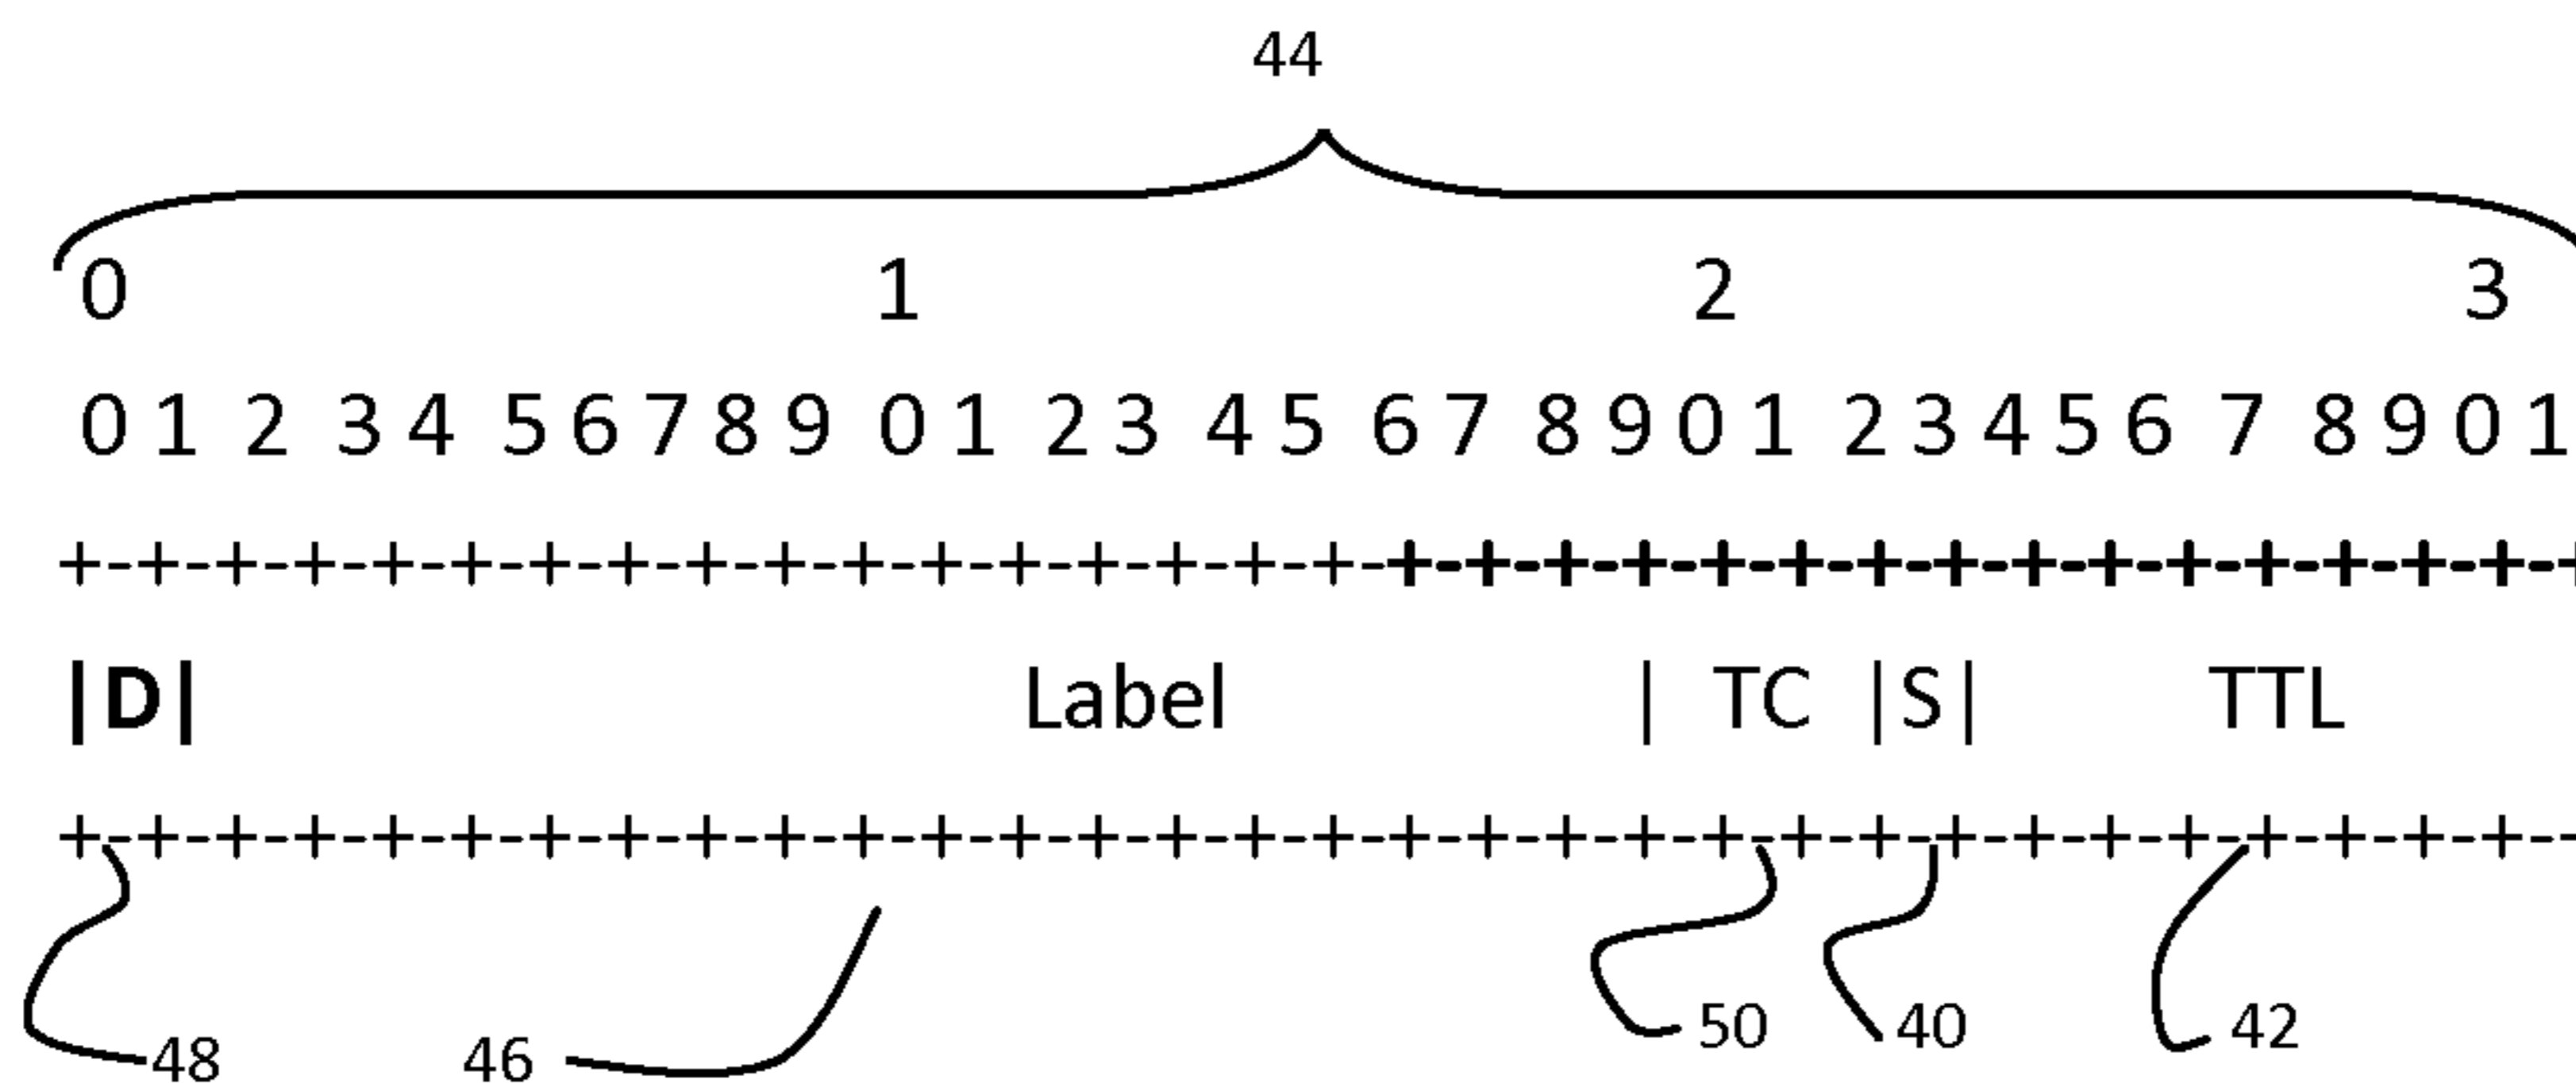 44
0 1 2 3
0 1 2 3 4 5 6 7 8 9 0 1 2 3 4 5 6 7 8 9 0 1 2 3 4 5 6 7 8 9 0 1
+-+-+-+-+-+-+-+-+-+-+-+-+-+-+-+-+-+-+-+-+-+-+-+-+-+-+-+-+-+-+-+-+
|D| Label | TC |S| TTL
+-+-+-+-+-+-+-+-+-+-+-+-+-+-+-+-+-+-+-+-+-+-+-+-+-+-+-+-+-+-+-+-
48 46 50 40 42